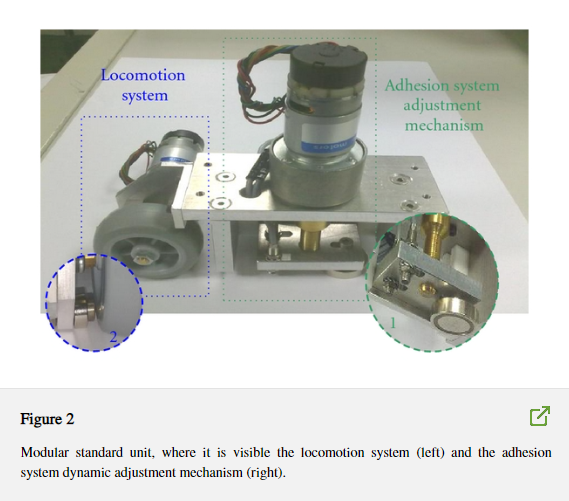 Locomotion
system
Adhesion system
adjustment
mechanism
2
1
Figure 2
Modular standard unit, where it is visible the locomotion system (left) and the adhesion
system dynamic adjustment mechanism (right).